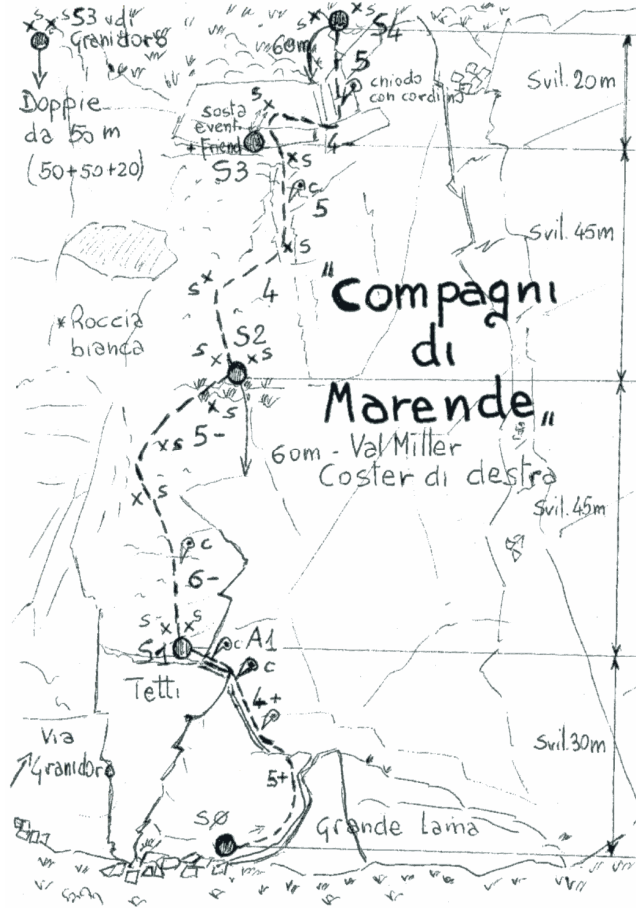 S3 vdi
Granidoro
Doppie
da 50 m
(50+50+20)
S4
60m
5
chiodo
con cordino
Svil. 20m
s
sosta
event.
+ Friend
4-
S3
s
c
5
s
Svil. 45m
s
4
"Compagni
di
Marende"
*Roccia
bianca
S2
s
s
s
5-
s
60m - Val Miller
Coster di destra
s
Svil. 45m
c
6-
s
s
S1
c A1
c
Tetti
4+
Via
Granidoro
Svil. 30m
5+
SØ
Grande Lama